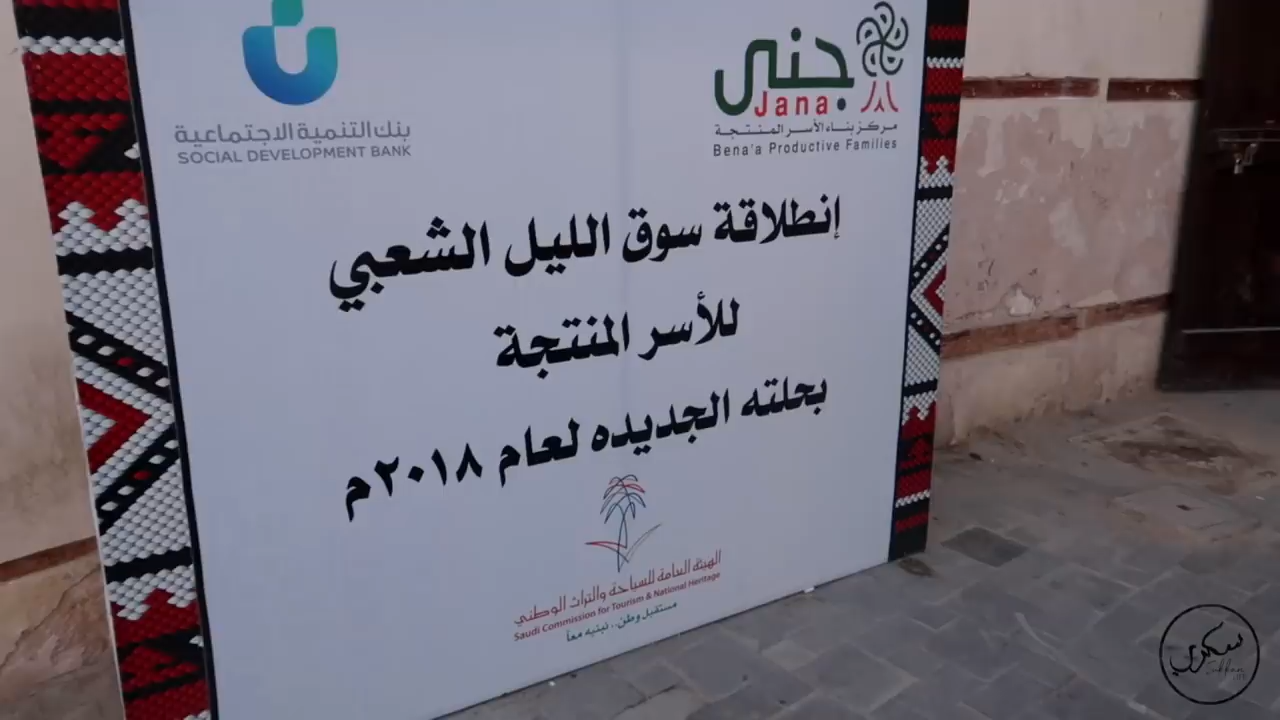 بنك التنمية الاجتماعية
SOCIAL DEVELOPMENT BANK
جنى
Jana
مركز بناء الأسر المنتجة
Bena'a Productive Families
إنطلاقة سوق الليل الشعبي
للأسر المنتجة
بحلته الجديده لعام ٢٠١٨م
الهيئة العامة للسياحة والتراث الوطني
Saudi Commission for Tourism & National Heritage
مستقبل وطن.. نبنيه معاً
سكري